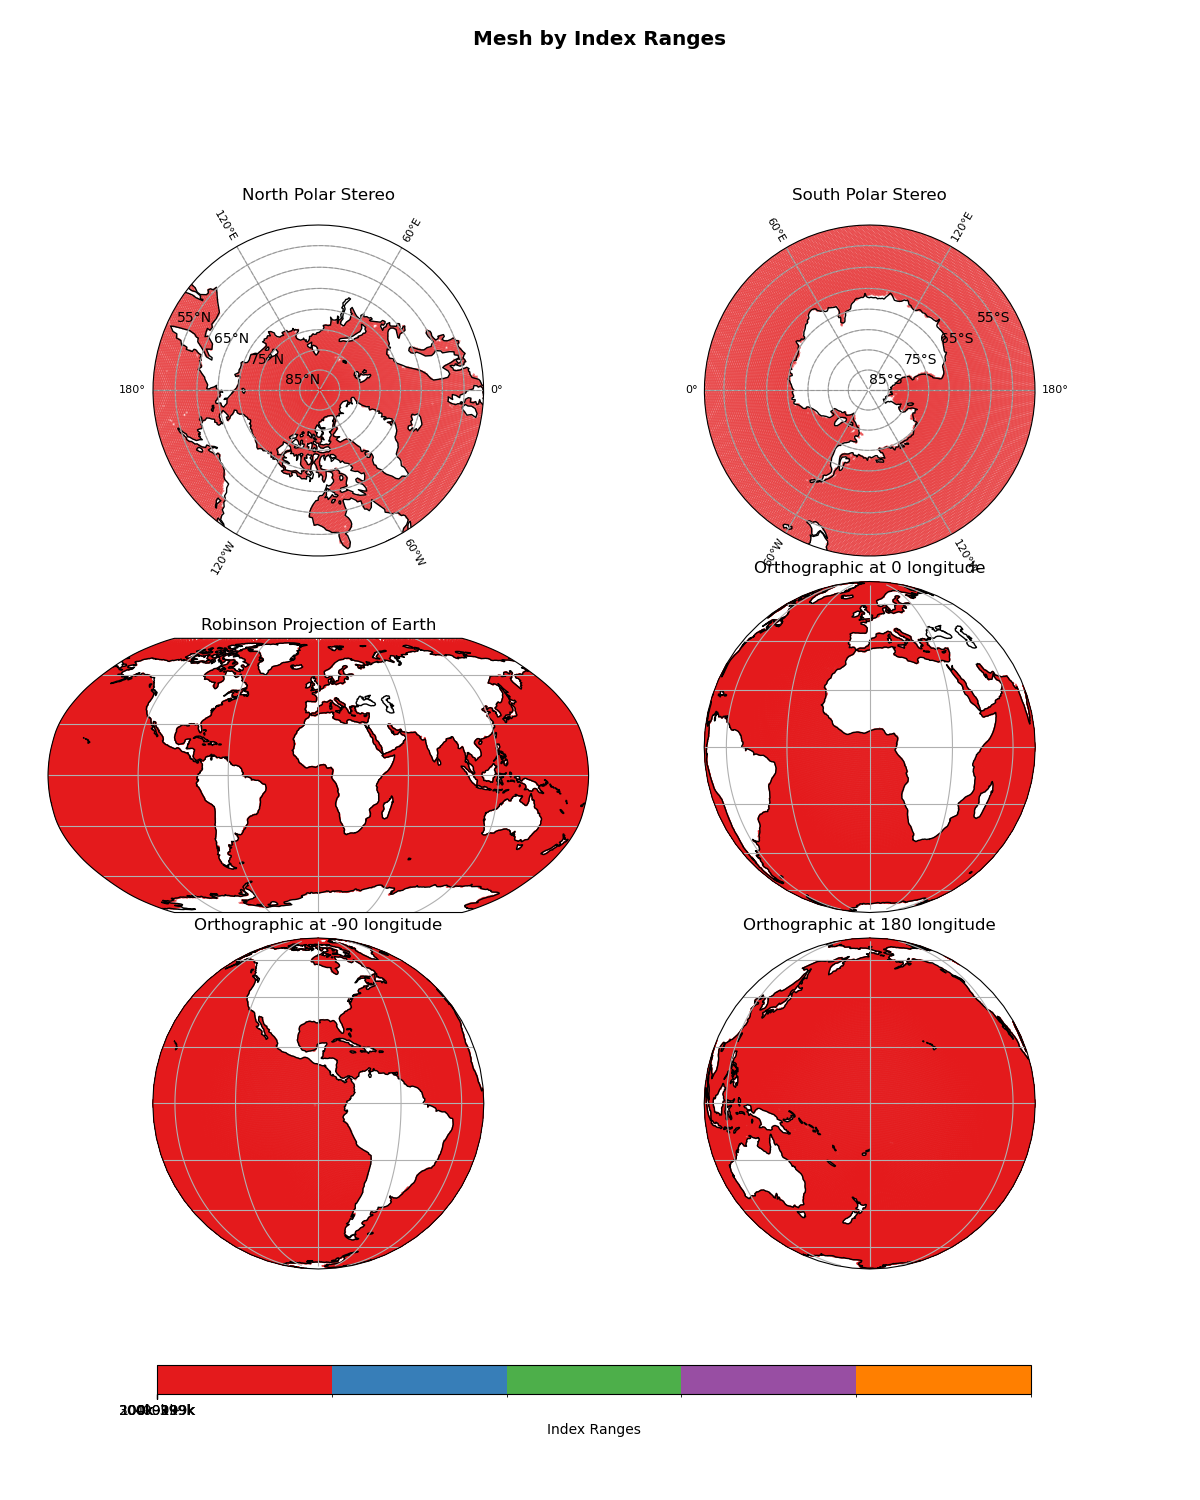 Mesh by Index Ranges
North Polar Stereo
South Polar Stereo
120°E
60°E
55°N
65°N
75°N
85°N
180°
0°
120°W
60°W
60°E
120°E
55°S
65°S
75°S
85°S
0°
180°
60°W
120°W
Robinson Projection of Earth
Orthographic at 0 longitude
Orthographic at -90 longitude
Orthographic at 180 longitude
Index Ranges